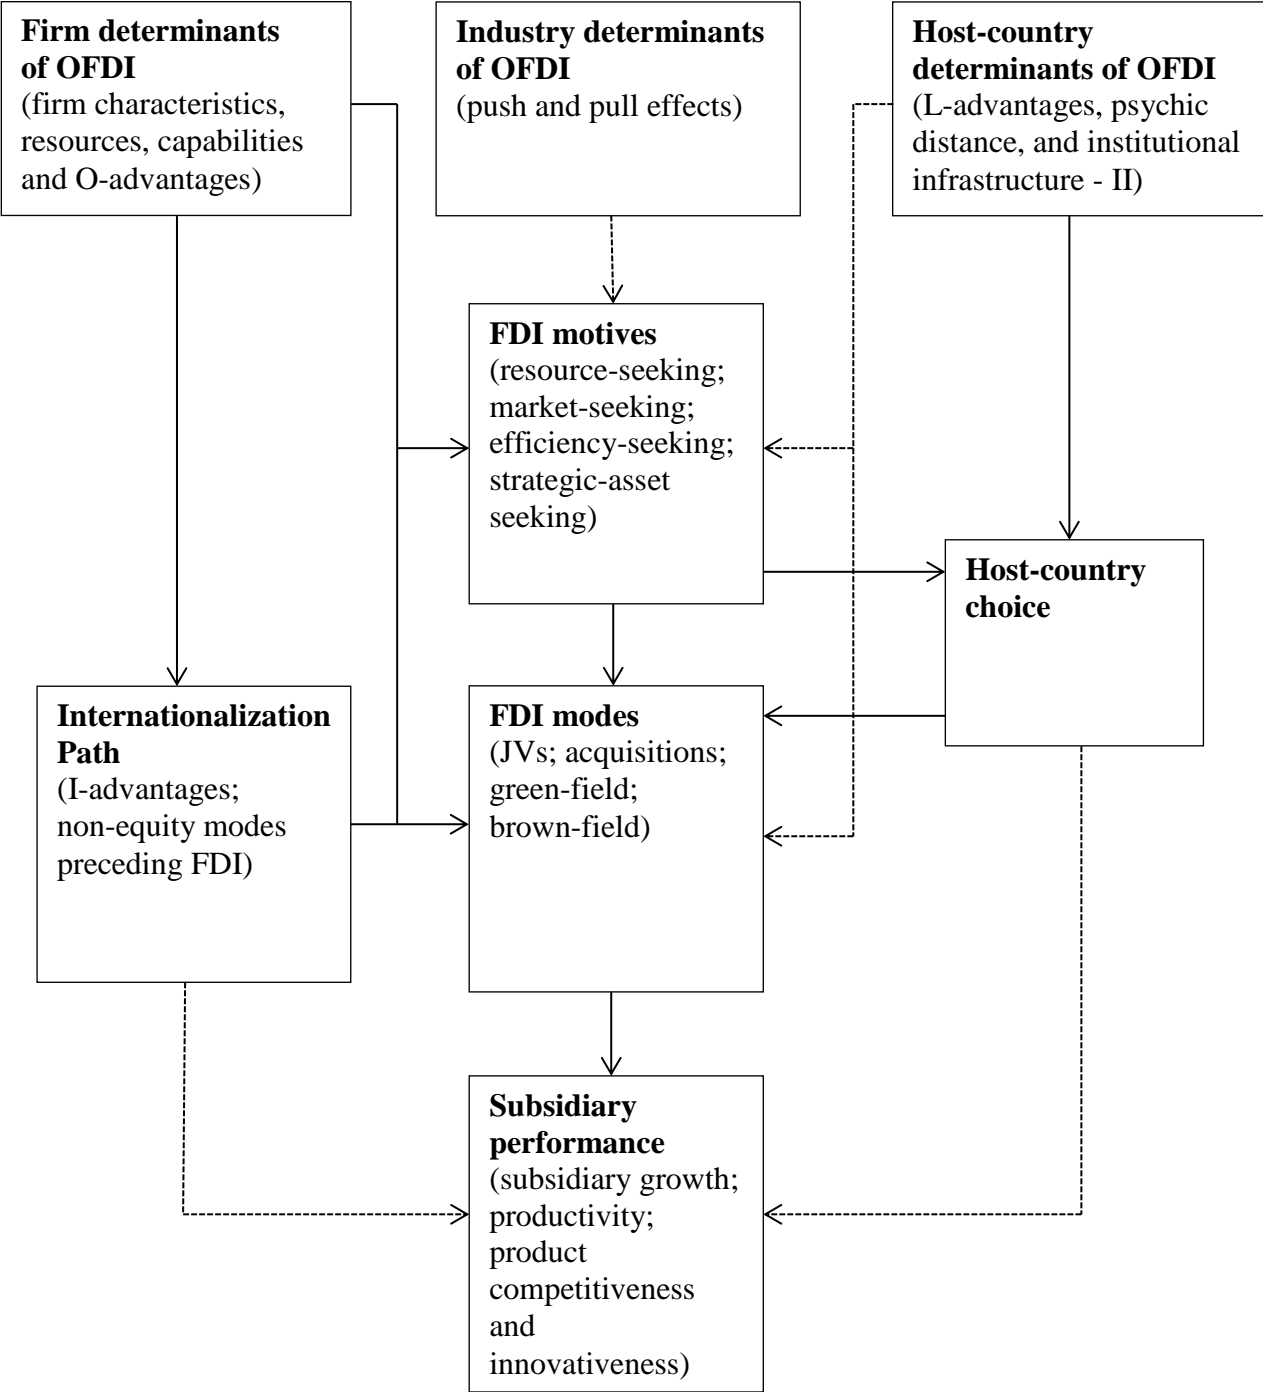 Firm determinants
of OFDI
(firm characteristics,
resources, capabilities
and O-advantages)
Industry determinants
of OFDI
(push and pull effects)
Host-country
determinants of OFDI
(L-advantages, psychic
distance, and institutional
infrastructure - II)
FDI motives
(resource-seeking;
market-seeking;
efficiency-seeking;
strategic-asset
seeking)
Host-country
choice
Internationalization
Path
(I-advantages;
non-equity modes
preceding FDI)
FDI modes
(JVs; acquisitions;
green-field;
brown-field)
Subsidiary
performance
(subsidiary growth;
productivity;
product
competitiveness
and
innovativeness)